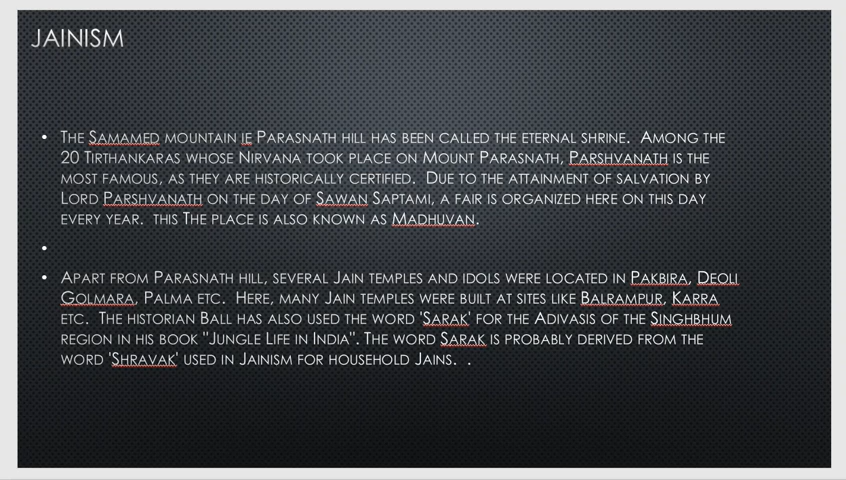 JAINISM
• THE SAMAMED MOUNTAIN IE PARASNATH HILL HAS BEEN CALLED THE ETERNAL SHRINE. AMONG THE
20 TIRTHANKARAS WHOSE NIRVANA TOOK PLACE ON MOUNT PARASNATH, PARSHVANATH IS THE
MOST FAMOUS, AS THEY ARE HISTORICALLY CERTIFIED. DUE TO THE ATTAINMENT OF SALVATION BY
LORD PARSHVANATH ON THE DAY OF SAWAN SAPTAMI, A FAIR IS ORGANIZED HERE ON THIS DAY
EVERY YEAR. THIS THE PLACE IS ALSO KNOWN AS MADHUVAN.
•
• APART FROM PARASNATH HILL, SEVERAL JAIN TEMPLES AND IDOLS WERE LOCATED IN PAKBIRA, DEOLI
GOLMARA, PALMA ETC. HERE, MANY JAIN TEMPLES WERE BUILT AT SITES LIKE BALRAMPUR, KARRA
ETC. THE HISTORIAN BALL HAS ALSO USED THE WORD 'SARAK' FOR THE ADIVASIS OF THE SINGHBHUM
REGION IN HIS BOOK "JUNGLE LIFE IN INDIA". THE WORD SARAK IS PROBABLY DERIVED FROM THE
WORD 'SHRAVAK' USED IN JAINISM FOR HOUSEHOLD JAINS. .